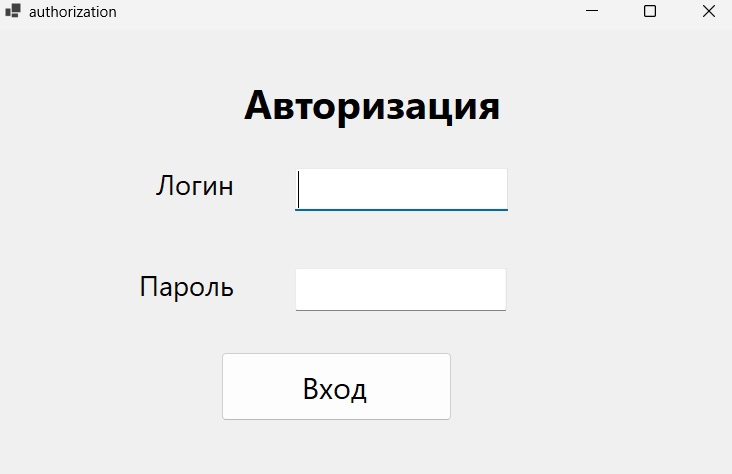 authorization
Авторизация
Логин
Пароль
Вход